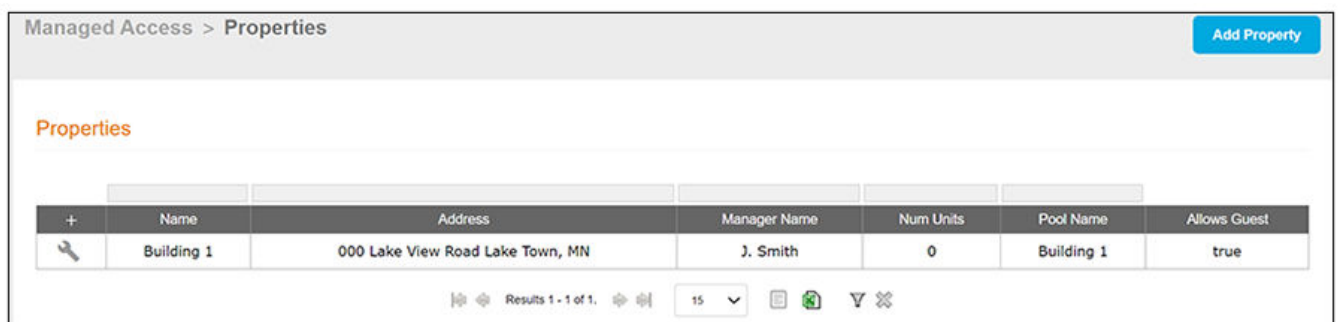 Managed Access > Properties
Add Property
Properties
+ Name Address Manager Name Num Units Pool Name Allows Guest
Building 1 000 Lake View Road Lake Town, MN J. Smith 0 Building 1 true
Results 1 - 1 of 1. 15